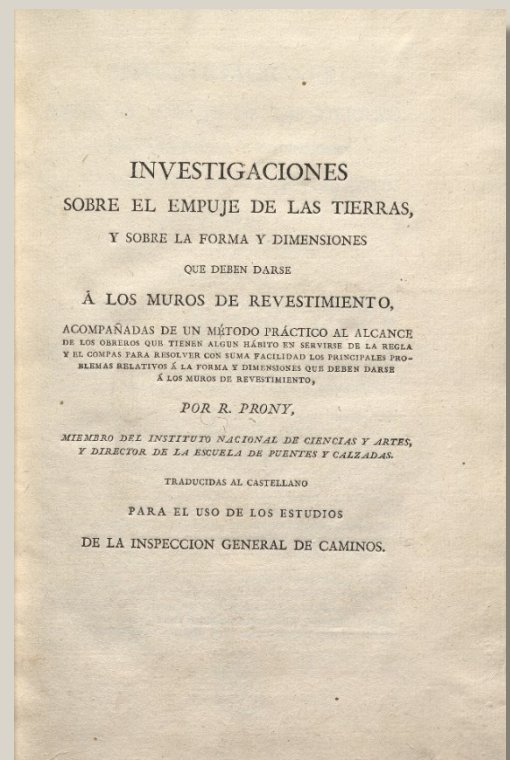 INVESTIGACIONES
SOBRE EL EMPUJE DE LAS TIERRAS,
Y SOBRE LA FORMA Y DIMENSIONES
QUE DEBEN DARSE
Á LOS MUROS DE REVESTIMIENTO,
ACOMPAÑADAS DE UN MÉTODO PRÁCTICO AL ALCANCE
DE LOS OBREROS QUE TIENEN ALGUN HÁBITO EN SERVIRSE DE LA REGLA
Y EL COMPAS PARA RESOLVER CON SUMA FACILIDAD LOS PRINCIPALES PRO-
BLEMAS RELATIVOS Á LA FORMA Y DIMENSIONES QUE DEBEN DARSE
Á LOS MUROS DE REVESTIMIENTO,
POR R. PRONY,
MIEMBRO DEL INSTITUTO NACIONAL DE CIENCIAS Y ARTES,
Y DIRECTOR DE LA ESCUELA DE PUENTES Y CALZADAS.
TRADUCIDAS AL CASTELLANO
PARA EL USO DE LOS ESTUDIOS
DE LA INSPECCION GENERAL DE CAMINOS.